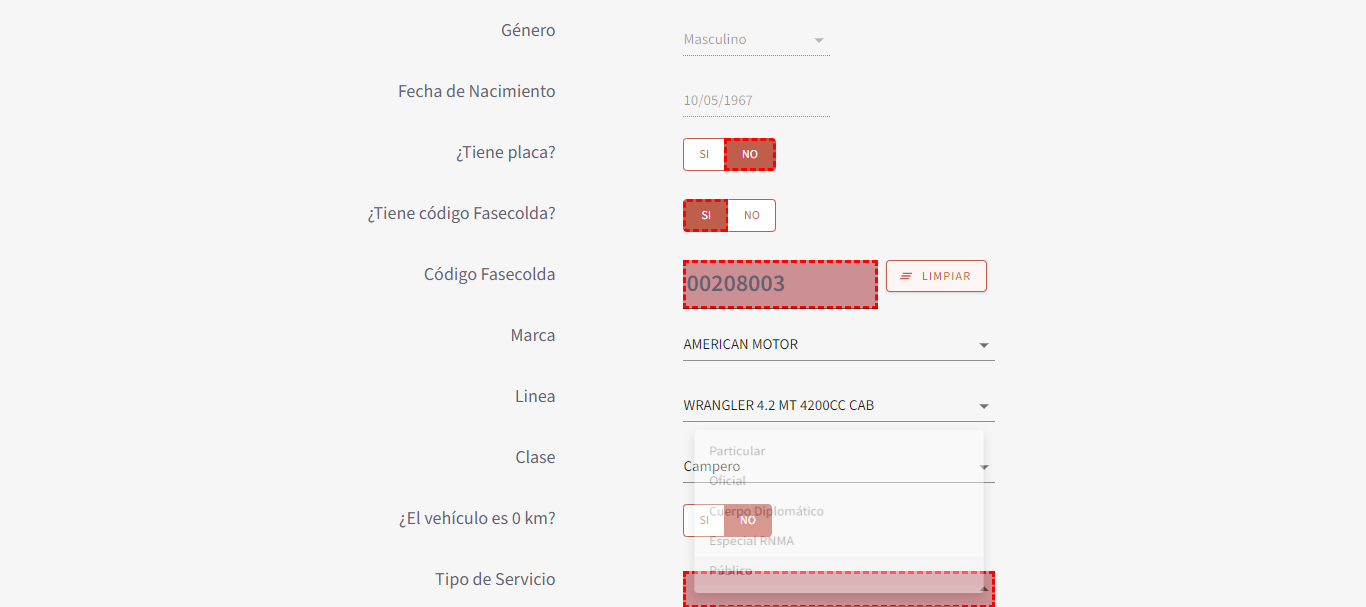 Género
Masculino
Fecha de Nacimiento
10/05/1967
¿Tiene placa?
SI NO
¿Tiene código Fasecolda?
SI NO
Código Fasecolda
00208003
LIMPIAR
Marca
AMERICAN MOTOR
Linea
WRANGLER 4.2 MT 4200CC CAB
Particular
Clase
Campero
Oficial
Cuerpo Diplomático
¿El vehículo es 0 km?
SI NO
Especial RNMA
Público
Tipo de Servicio